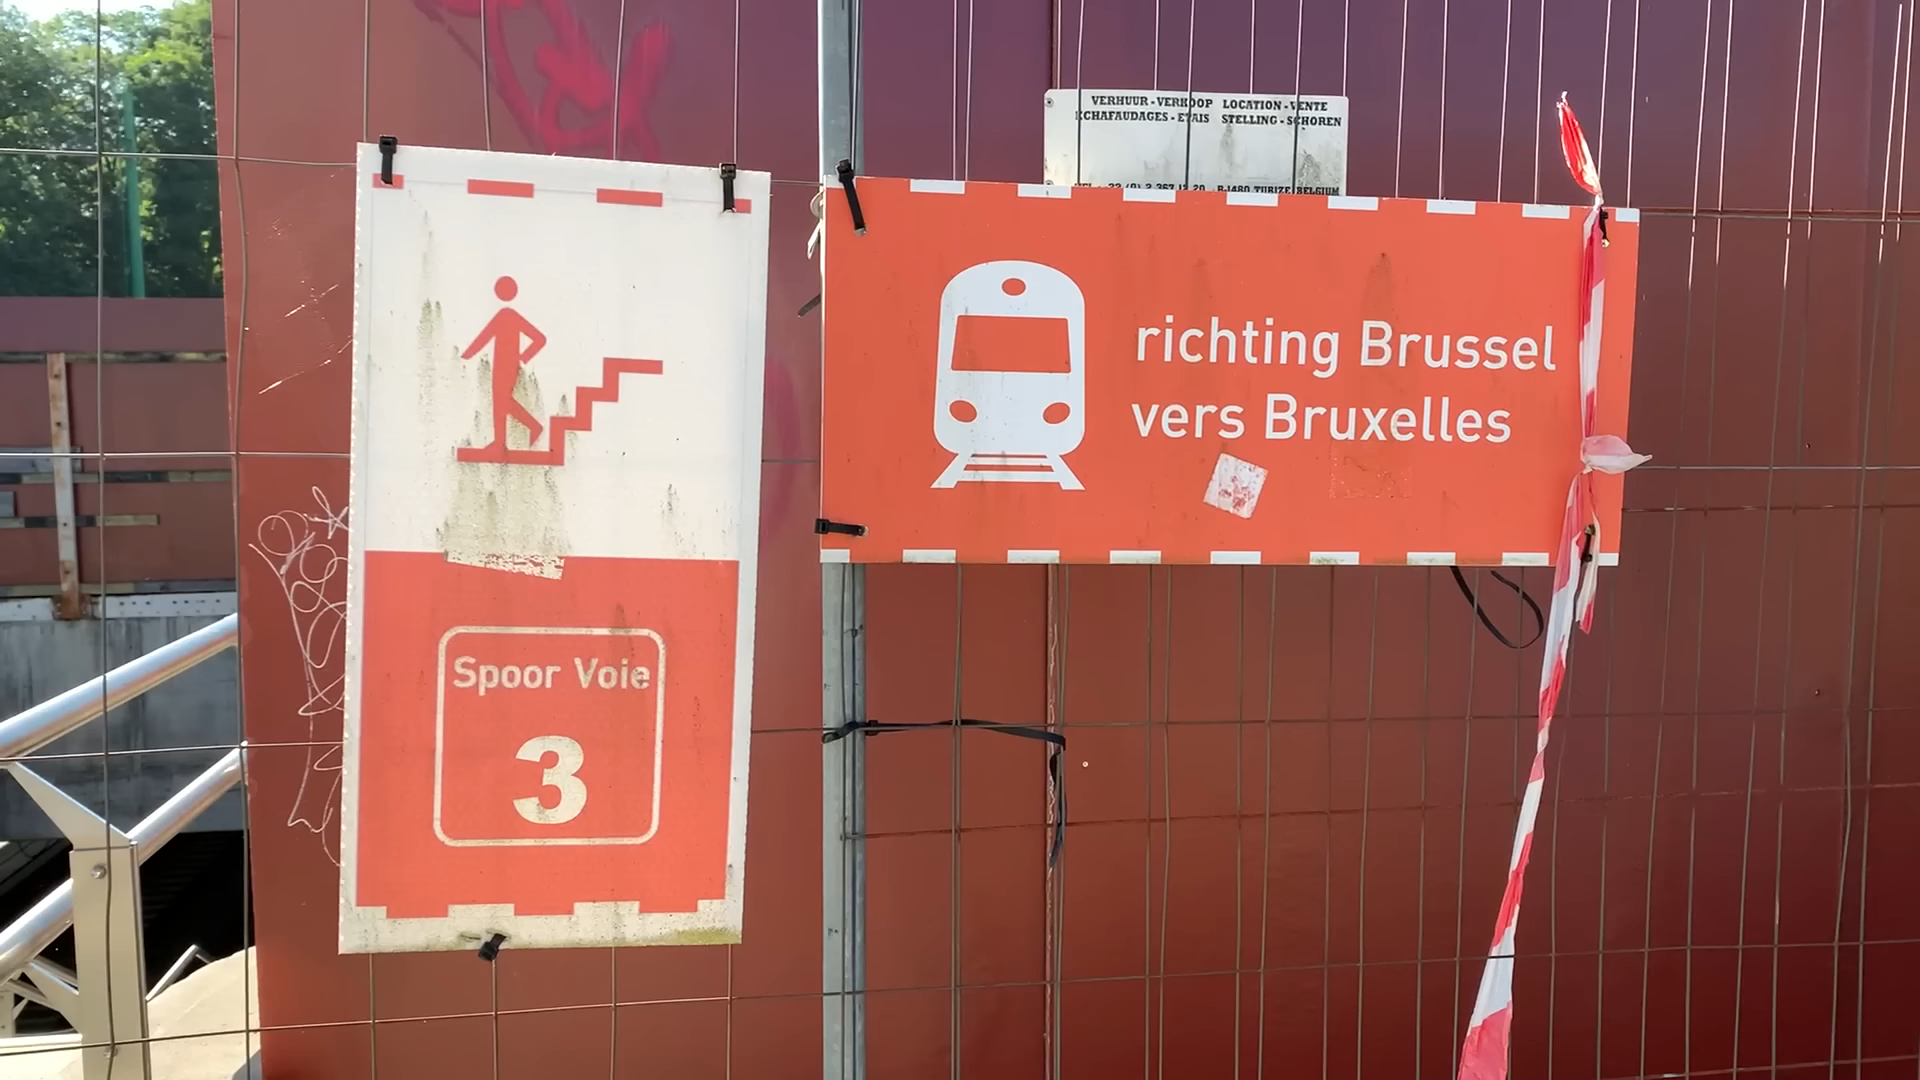 VERHUUR - VERKOOP LOCATION - VENTE
ECHAFAUDAGES - ETAIS STELLING - SCHOREN
B-1480 TUBIZE BELGIUM
richting Brussel
vers Bruxelles
Spoor Voie
3